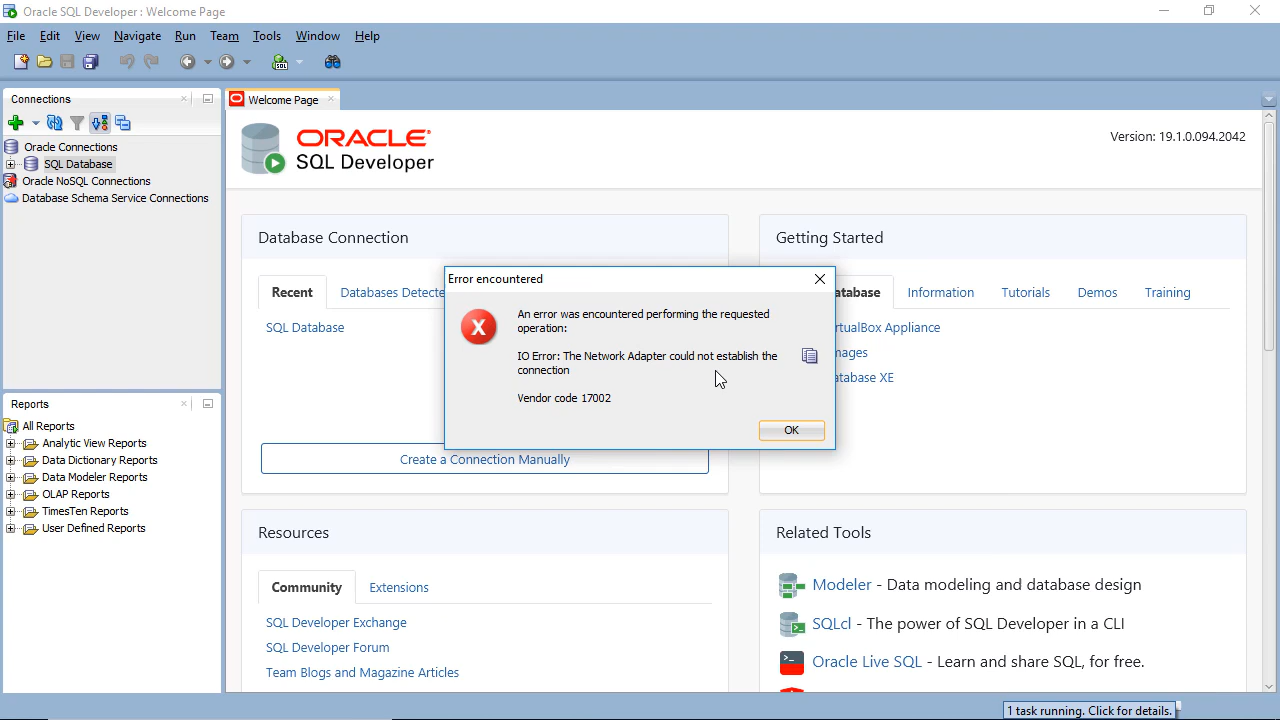 Oracle SQL Developer : Welcome Page
File Edit View Navigate Run Team Tools Window Help
Connections
Oracle Connections
SQL Database
Oracle NoSQL Connections
Database Schema Service Connections
Reports
All Reports
Analytic View Reports
Data Dictionary Reports
Data Modeler Reports
OLAP Reports
TimesTen Reports
User Defined Reports
Welcome Page
ORACLE
SQL Developer
Version: 19.1.0.094.2042
Database Connection
Recent Databases Detecte
SQL Database
Create a Connection Manually
Getting Started
atabase Information Tutorials Demos Training
rtualBox Appliance
mages
atabase XE
Error encountered
X
An error was encountered performing the requested
operation:
IO Error: The Network Adapter could not establish the
connection
Vendor code 17002
OK
Resources
Community Extensions
SQL Developer Exchange
SQL Developer Forum
Team Blogs and Magazine Articles
Related Tools
Modeler - Data modeling and database design
SQLcl - The power of SQL Developer in a CLI
Oracle Live SQL - Learn and share SQL, for free.
1 task running. Click for details.